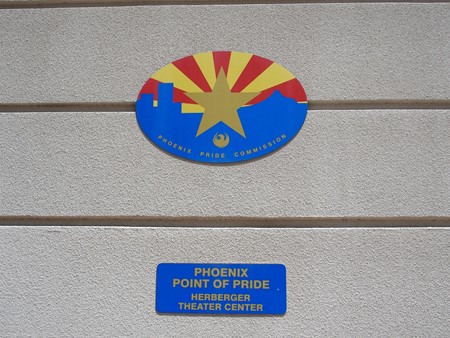 PHOENIX PRIDE COMMISSION
PHOENIX
POINT OF PRIDE
HERBERGER
THEATER CENTER